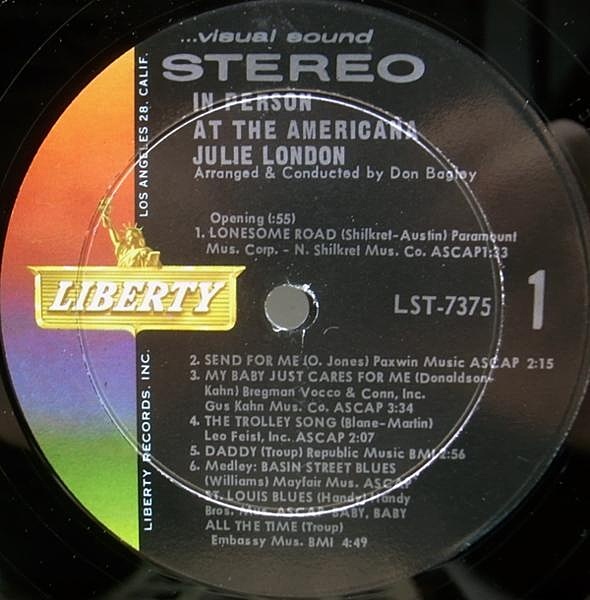 ...visual sound
STEREO
IN PERSON
AT THE AMERICANA
JULIE LONDON
Arranged & Conducted by Don Bagley
Opening (:55)
1. LONESOME ROAD (Shilkret-Austin) Paramount
Mus. Corp. - N. Shilkret Mus. Co. ASCAP 1:33
LIBERTY
LST-7375
1
2. SEND FOR ME (O. Jones) Paxwin Music ASCAP 2:15
3. MY BABY JUST CARES FOR ME (Donaldson-
Kahn) Bregman Vocco & Conn, Inc.
Gus Kahn Mus. Co. ASCAP 3:34
4. THE TROLLEY SONG (Blane-Martin)
Leo Feist, Inc. ASCAP 2:07
5. DADDY (Troup) Republic Music BMI 2:56
6. Medley: BASIN STREET BLUES
(Williams) Mayfair Mus. ASCAP
ST. LOUIS BLUES (Handy) Handy
Bros. Mus. ASCAP BABY, BABY
ALL THE TIME (Troup)
Embassy Mus. BMI 4:49
LIBERTY RECORDS, INC.
LOS ANGELES 28, CALIF.